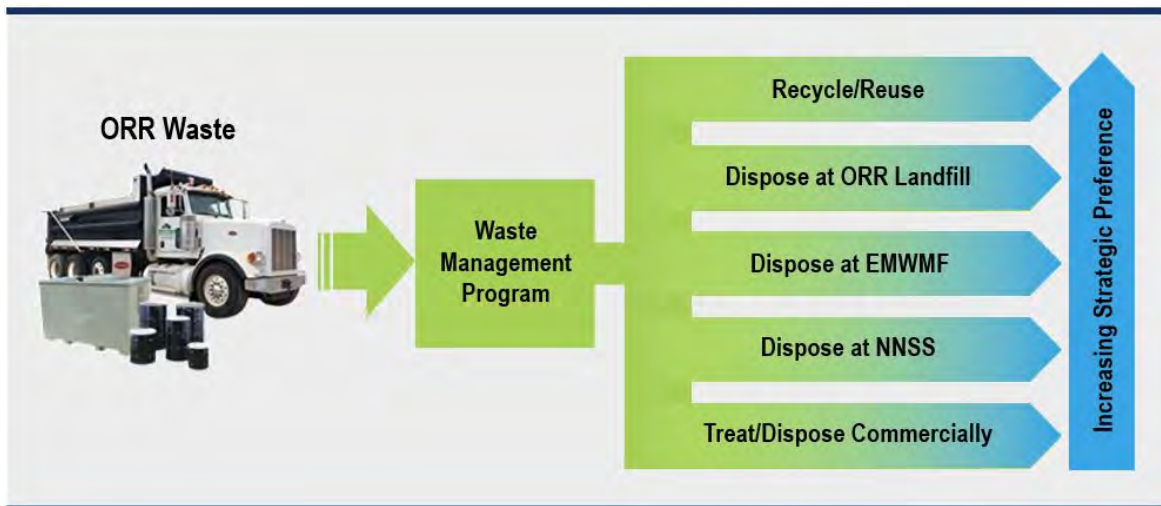 ORR Waste
Waste
Management
Program
Recycle/Reuse
Dispose at ORR Landfill
Dispose at EMWMF
Dispose at NNSS
Treat/Dispose Commercially
Increasing Strategic Preference